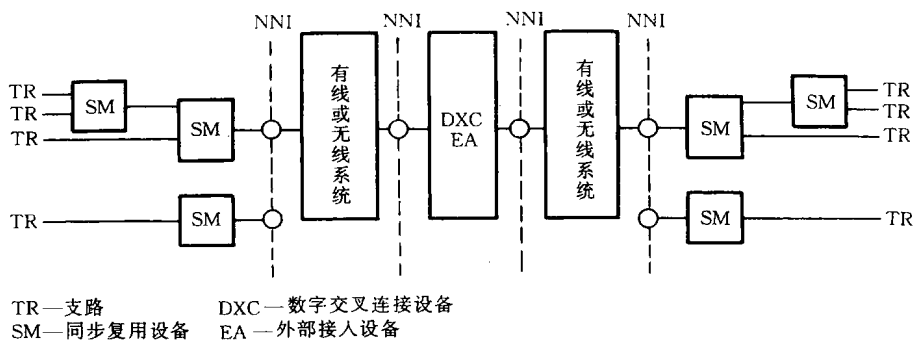 NNI NNI NNI NNI
TR
TR
TR
SM
SM
有线或无线系统
DXC
EA
有线或无线系统
SM
SM
TR
TR
TR
TR
SM
SM
TR
TR—支路 DXC—数字交叉连接设备
SM—同步复用设备 EA—外部接入设备